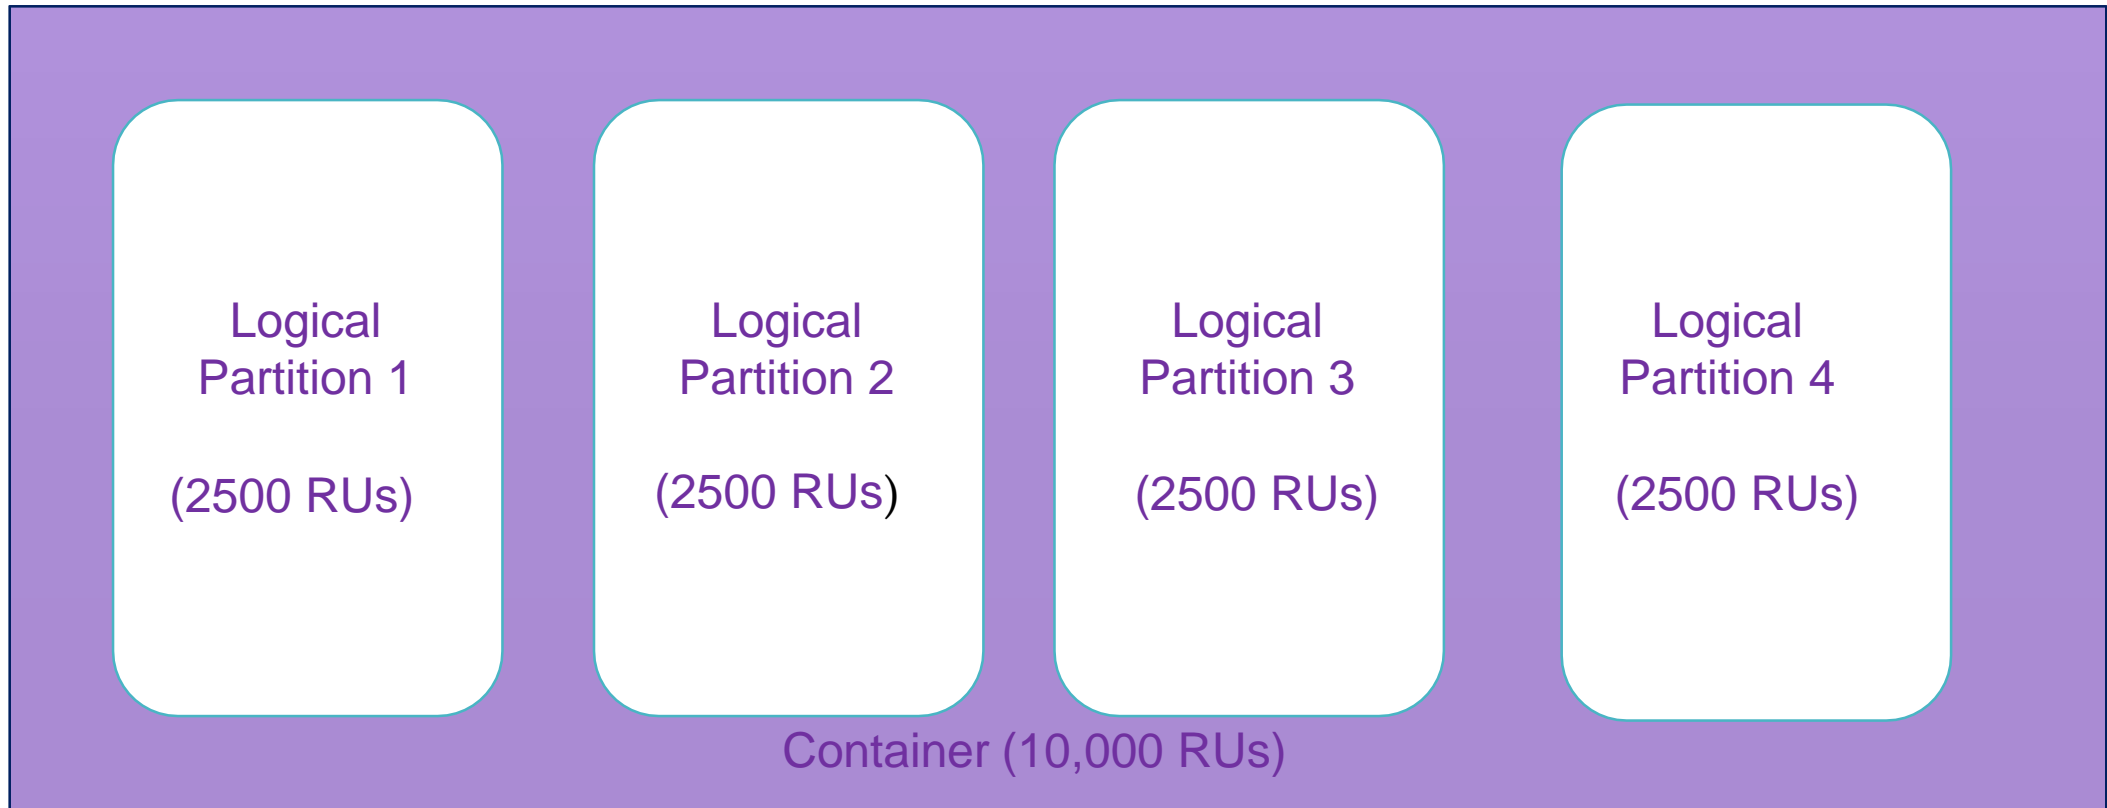 Logical
Partition 1
(2500 RUs)
Logical
Partition 2
(2500 RUs)
Logical
Partition 3
(2500 RUs)
Logical
Partition 4
(2500 RUs)
Container (10,000 RUs)